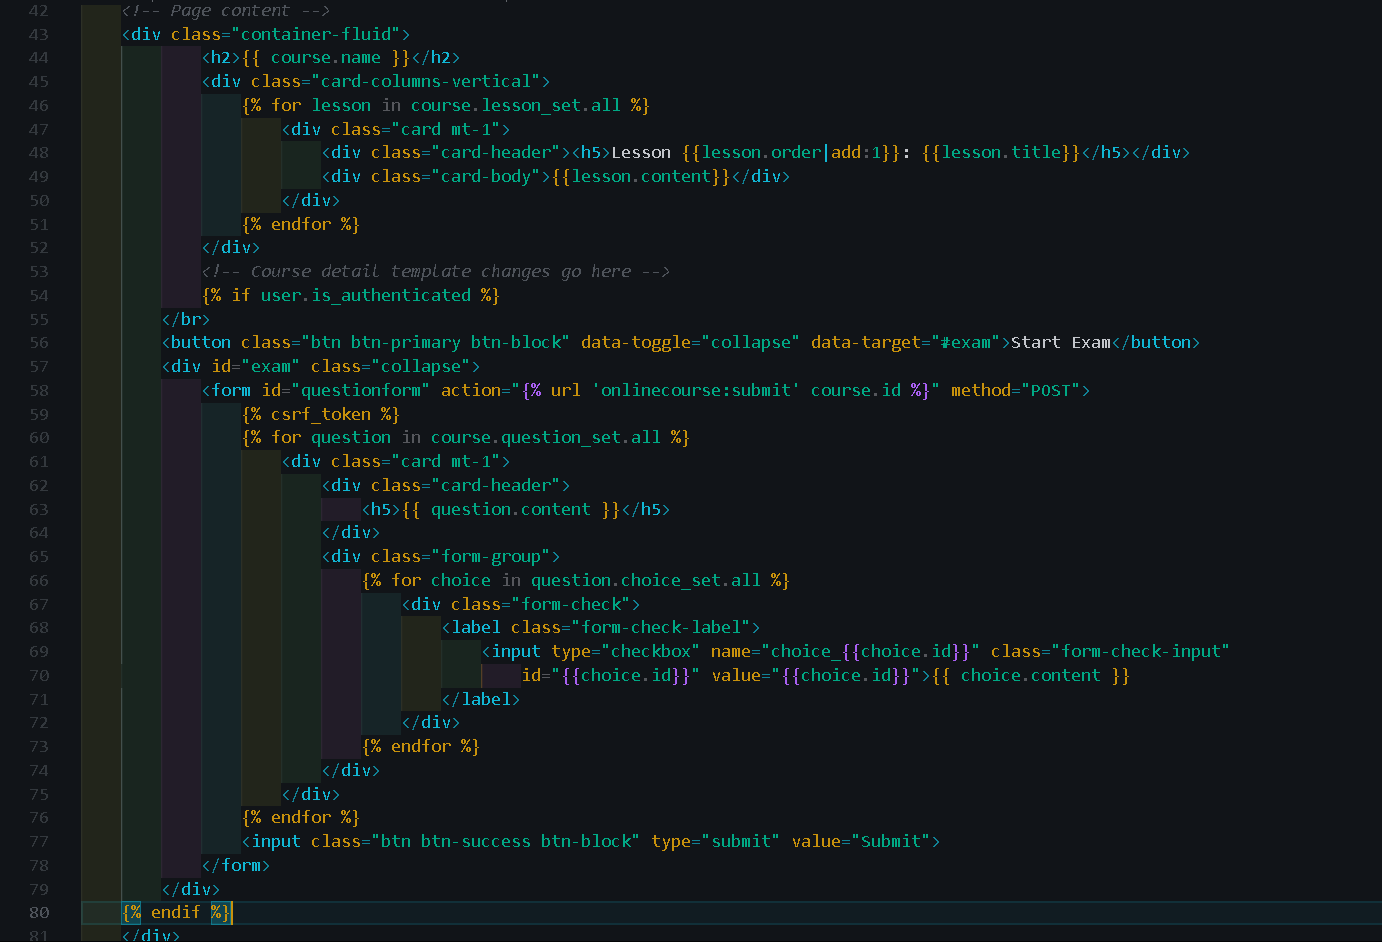 42 <!-- Page content -->
43 <div class="container-fluid">
44 <h2>{{ course.name }}</h2>
45 <div class="card-columns-vertical">
46 {% for lesson in course.lesson_set.all %}
47 <div class="card mt-1">
48 <div class="card-header"><h5>Lesson {{lesson.order|add:1}}: {{lesson.title}}</h5></div>
49 <div class="card-body">{{lesson.content}}</div>
50 </div>
51 {% endfor %}
52 </div>
53 <!-- Course detail template changes go here -->
54 {% if user.is_authenticated %}
55 </br>
56 <button class="btn btn-primary btn-block" data-toggle="collapse" data-target="#exam">Start Exam</button>
57 <div id="exam" class="collapse">
58 <form id="questionform" action="{% url 'onlinecourse:submit' course.id %}" method="POST">
59 {% csrf_token %}
60 {% for question in course.question_set.all %}
61 <div class="card mt-1">
62 <div class="card-header">
63 <h5>{{ question.content }}</h5>
64 </div>
65 <div class="form-group">
66 {% for choice in question.choice_set.all %}
67 <div class="form-check">
68 <label class="form-check-label">
69 <input type="checkbox" name="choice_{{choice.id}}" class="form-check-input"
70 id="{{choice.id}}" value="{{choice.id}}">{{ choice.content }}
71 </label>
72 </div>
73 {% endfor %}
74 </div>
75 </div>
76 {% endfor %}
77 <input class="btn btn-success btn-block" type="submit" value="Submit">
78 </form>
79 </div>
80 {% endif %}
81 </div>